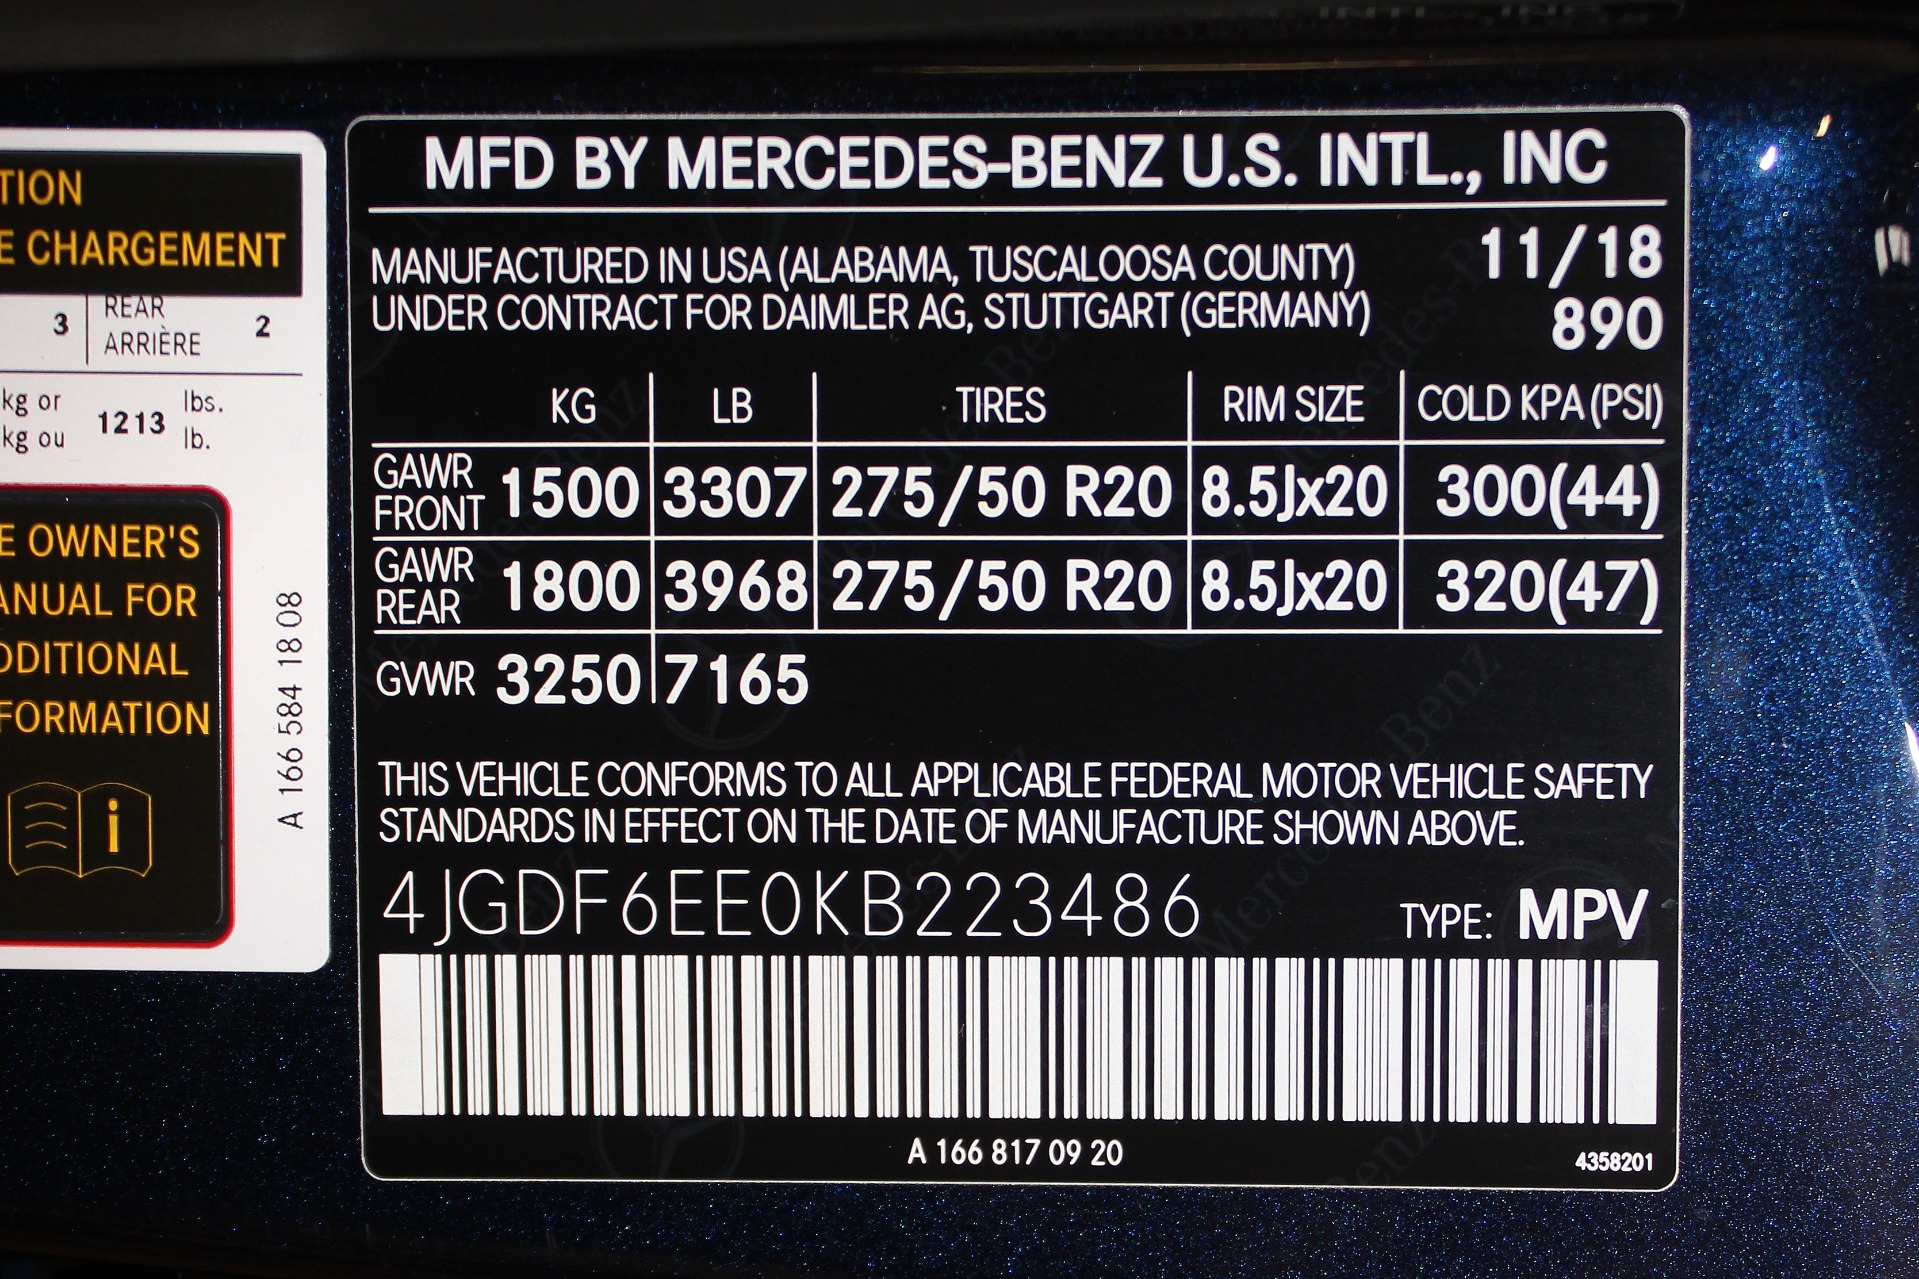 TION
E CHARGEMENT
3 REAR 2
ARRIÈRE
kg or 1213 lbs.
kg ou lb.
E OWNER'S
ANUAL FOR
DDITIONAL
FORMATION
i
A 166 584 18 08
MFD BY MERCEDES-BENZ U.S. INTL., INC
MANUFACTURED IN USA (ALABAMA, TUSCALOOSA COUNTY) 11/18
UNDER CONTRACT FOR DAIMLER AG, STUTTGART (GERMANY) 890
KG LB TIRES RIM SIZE COLD KPA (PSI)
GAWR FRONT 1500 3307 275/50 R20 8.5Jx20 300(44)
GAWR REAR 1800 3968 275/50 R20 8.5Jx20 320(47)
GVWR 3250 7165
THIS VEHICLE CONFORMS TO ALL APPLICABLE FEDERAL MOTOR VEHICLE SAFETY
STANDARDS IN EFFECT ON THE DATE OF MANUFACTURE SHOWN ABOVE.
4JGDF6EE0KB223486 TYPE: MPV
A 166 817 09 20 4358201